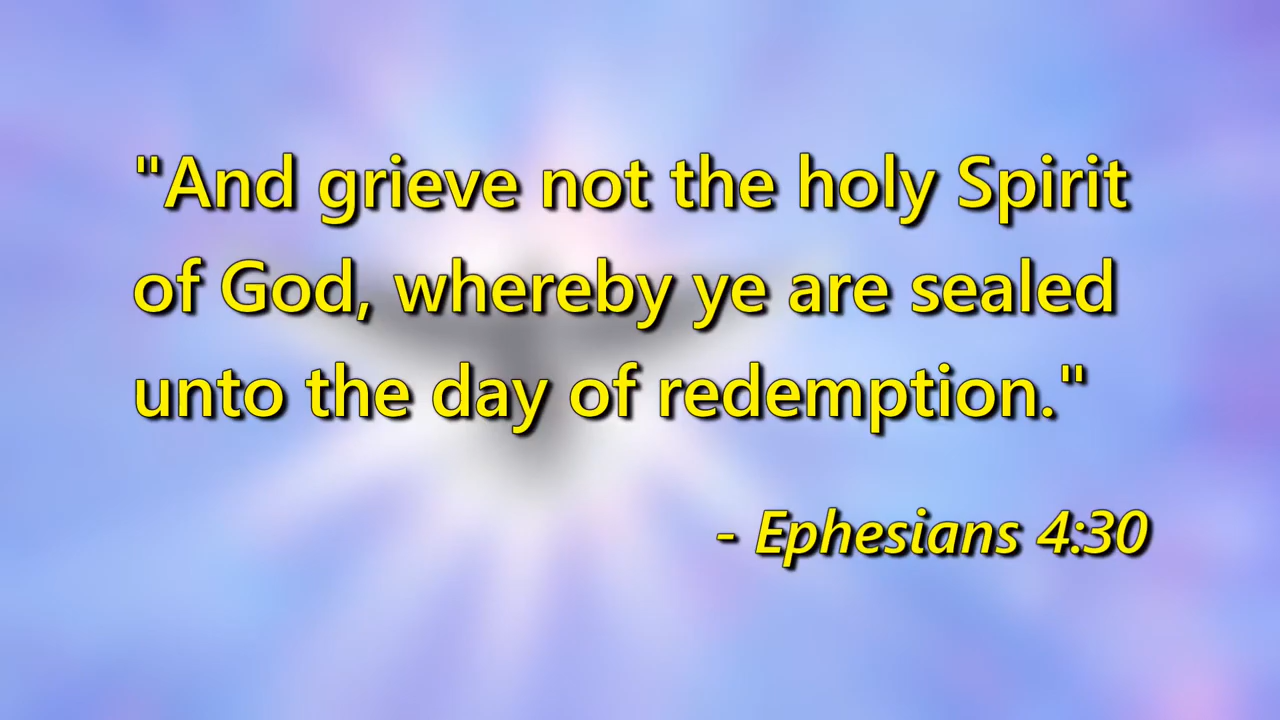 "And grieve not the holy Spirit
of God, whereby ye are sealed
unto the day of redemption."
- Ephesians 4:30